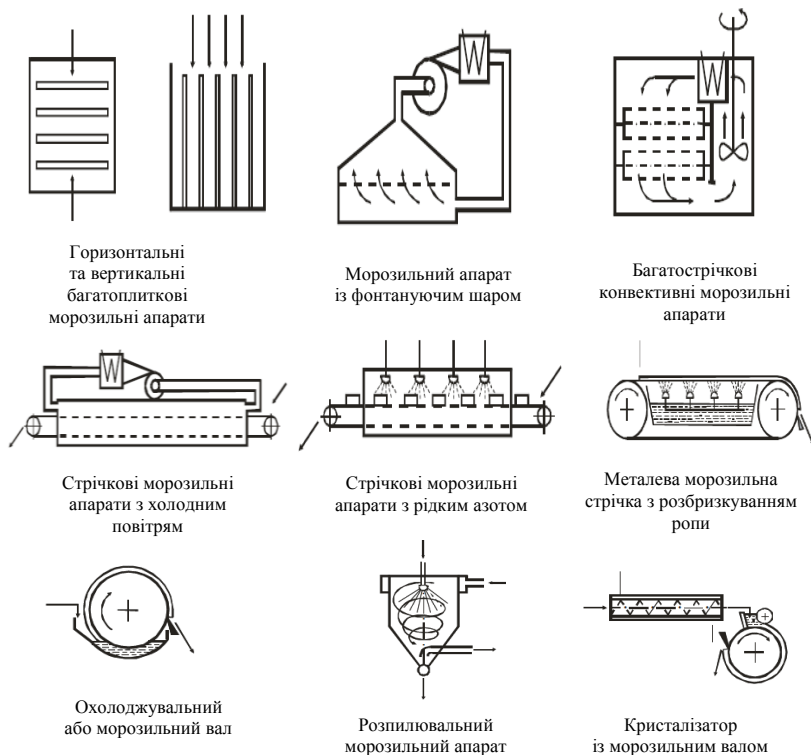 Горизонтальні
та вертикальні
багатоплиткові
морозильні апарати
Морозильний апарат
із фонтануючим шаром
Багатострічкові
конвективні морозильні
апарати
Стрічкові морозильні
апарати з холодним
повітрям
Стрічкові морозильні
апарати з рідким азотом
Металева морозильна
стрічка з розбризкуванням
ропи
Охолоджувальний
або морозильний вал
Розпилювальний
морозильний апарат
Кристалізатор
із морозильним валом